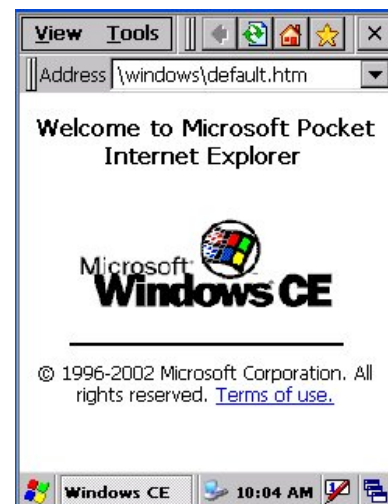 View Tools
Address \windows\default.htm
Welcome to Microsoft Pocket
Internet Explorer
Microsoft
Windows CE
© 1996-2002 Microsoft Corporation. All
rights reserved. Terms of use.
Windows CE 10:04 AM